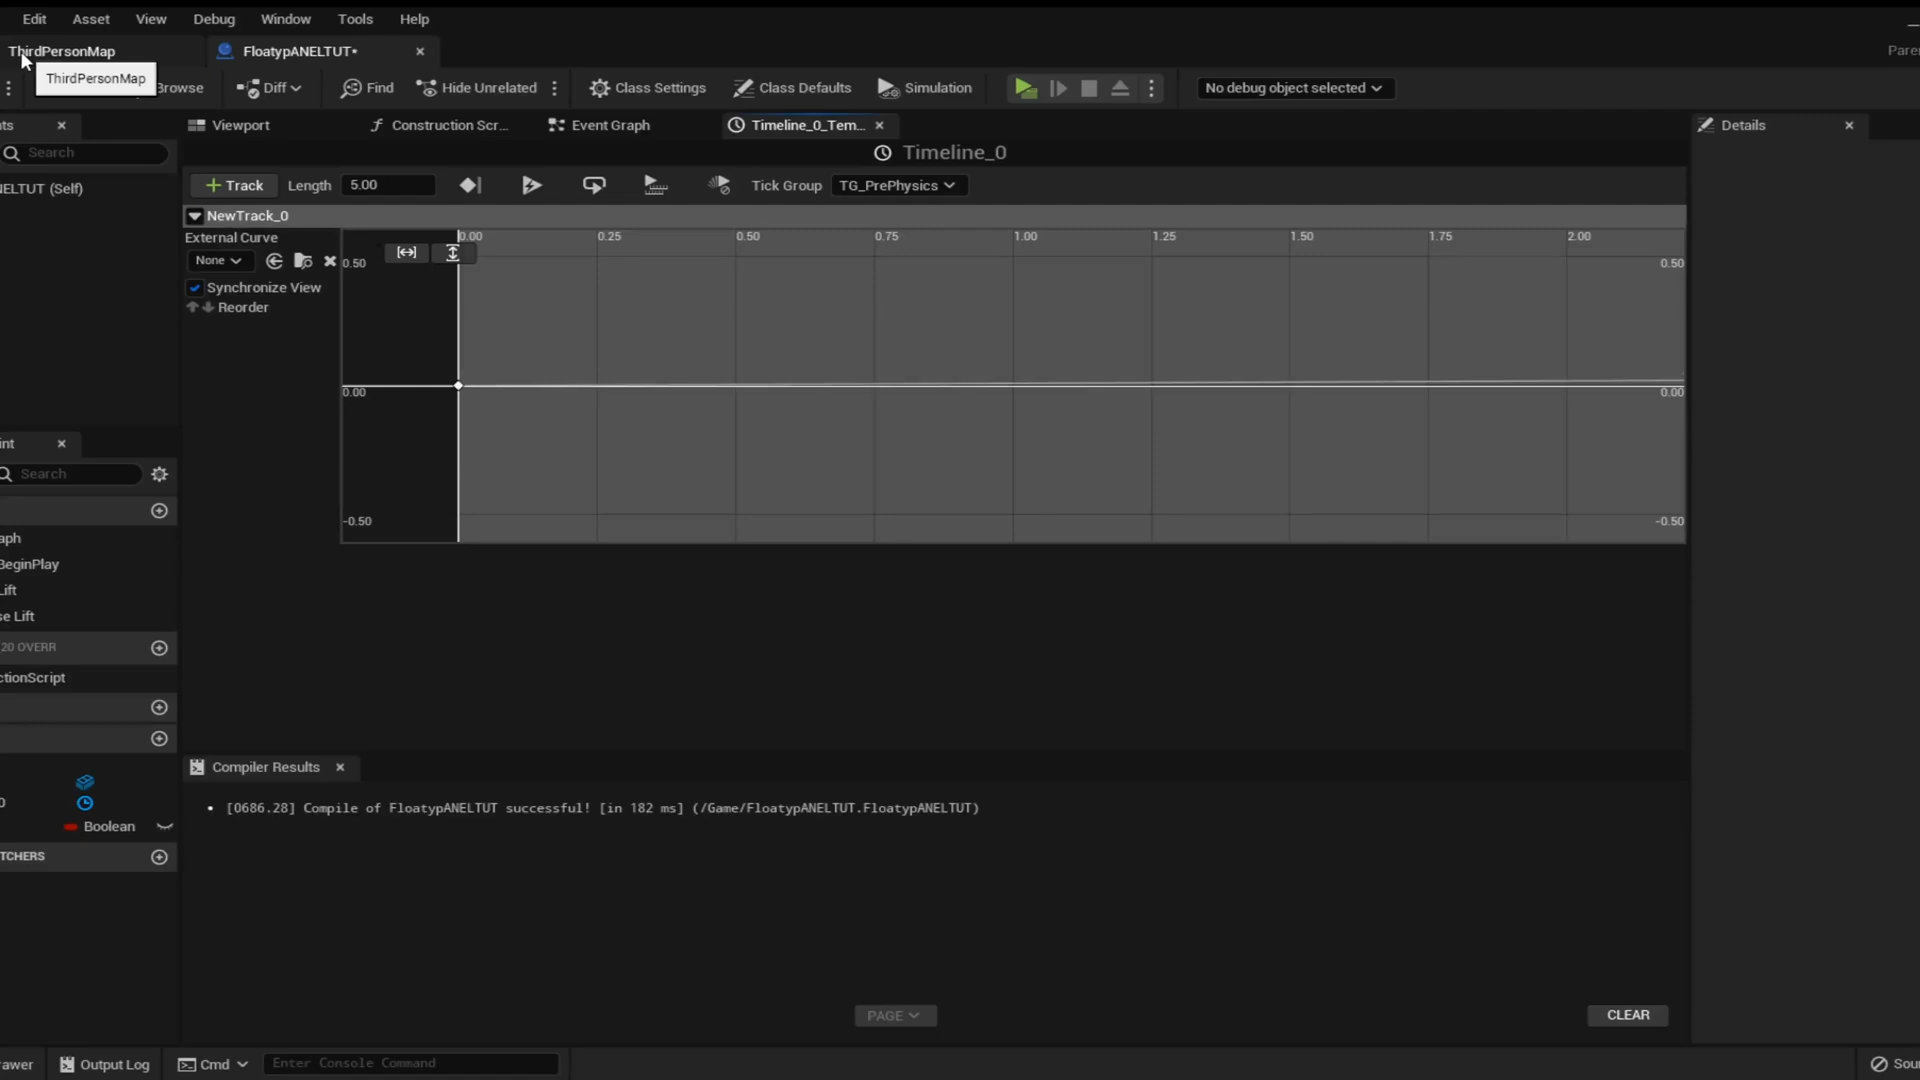 Edit Asset View Debug Window Tools Help
ThirdPersonMap FloatypANELTUT*
Pare
ThirdPersonMap
Browse Diff Find Hide Unrelated Class Settings Class Defaults Simulation No debug object selected
nts Viewport Construction Scr... Event Graph Timeline_0_Tem... Details
Search
Timeline_0
NELTUT (Self)
+ Track Length 5.00 Tick Group TG_PrePhysics
NewTrack_0
External Curve
None
Synchronize View
Reorder
0.00 0.25 0.50 0.75 1.00 1.25 1.50 1.75 2.00
0.50 0.50
0.00 0.00
-0.50 -0.50
int
Search
aph
BeginPlay
Lift
se Lift
20 OVERR
ctionScript
0
Boolean
TCHERS
Compiler Results
• [0686.28] Compile of FloatypANELTUT successful! [in 182 ms] (/Game/FloatypANELTUT.FloatypANELTUT)
PAGE CLEAR
rawer Output Log Cmd Enter Console Command Sou